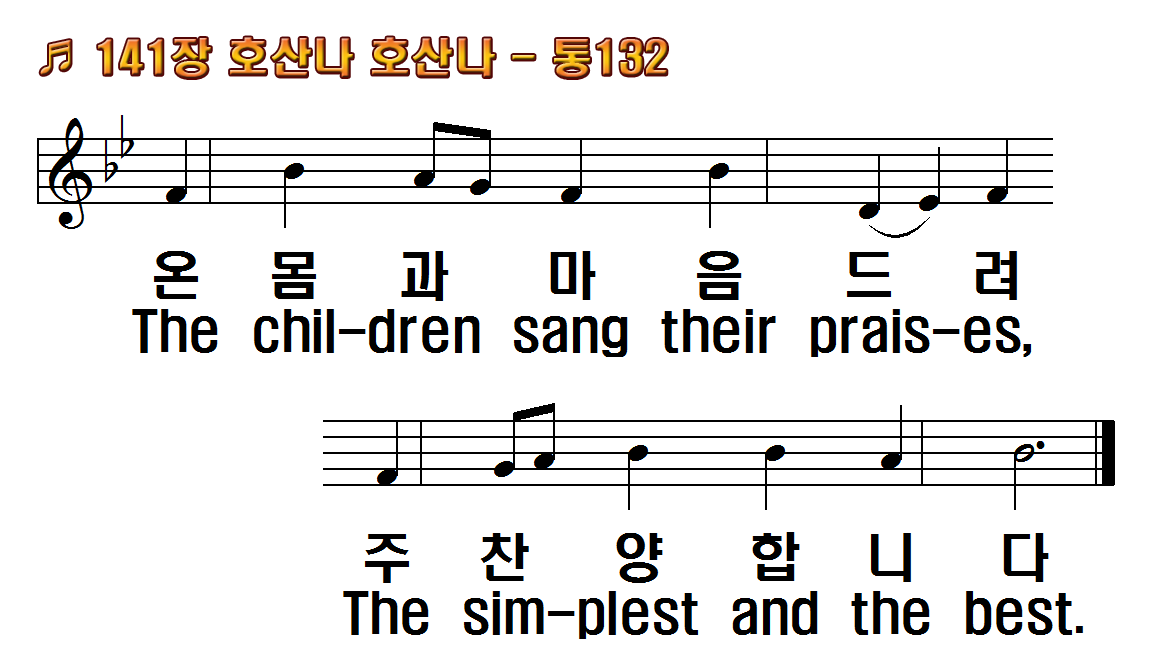 ♬ 141장 호산나 호산나 - 통132
온 몸 과 마 음 드 려
The chil-dren sang their prais-es,
주 찬 양 합 니 다
The sim-plest and the best.